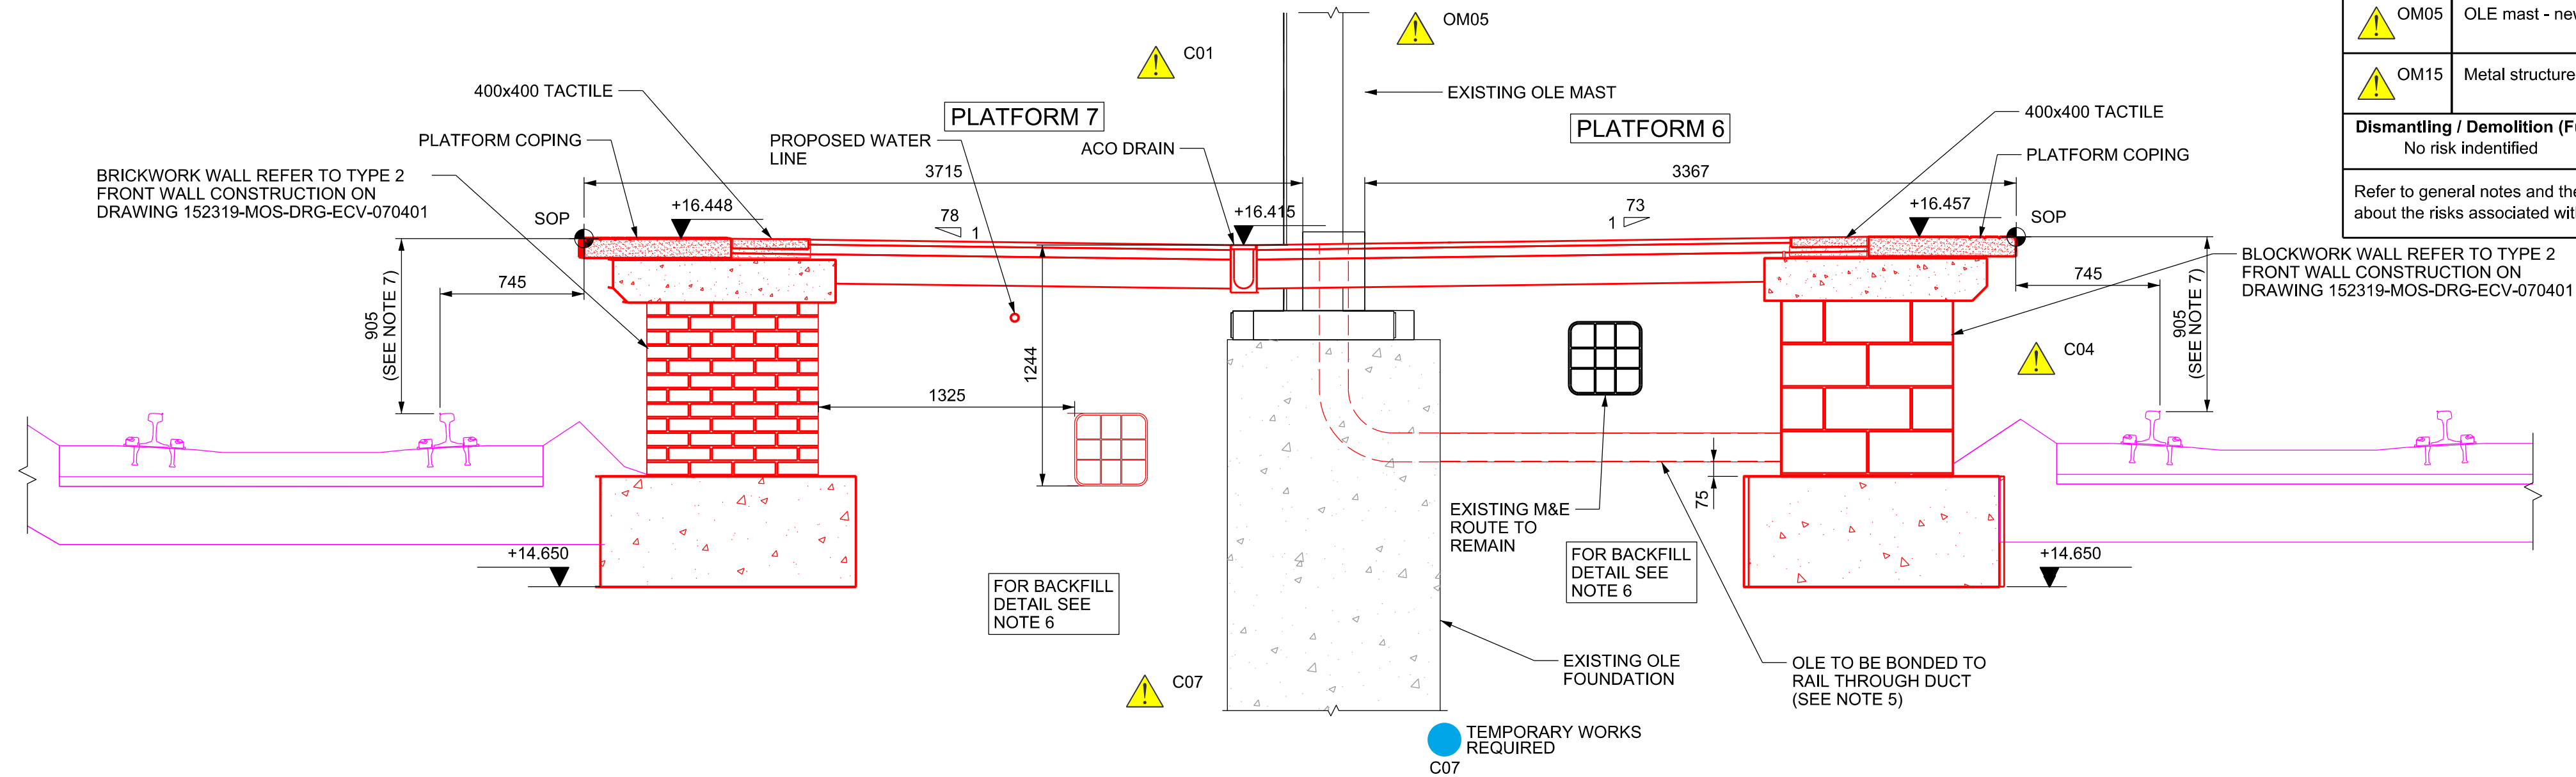 OM05
C01
EXISTING OLE MAST
400x400 TACTILE
PLATFORM COPING
PLATFORM 7
PROPOSED WATER
LINE
ACO DRAIN
PLATFORM 6
400x400 TACTILE
PLATFORM COPING
BRICKWORK WALL REFER TO TYPE 2
FRONT WALL CONSTRUCTION ON
DRAWING 152319-MOS-DRG-ECV-070401
3715
3367
SOP
+16.448
78
1
+16.415
73
1
+16.457
SOP
745
905
(SEE NOTE 7)
1244
1325
745
905
(SEE NOTE 7)
BLOCKWORK WALL REFER TO TYPE 2
FRONT WALL CONSTRUCTION ON
DRAWING 152319-MOS-DRG-ECV-070401
C04
75
EXISTING M&E
ROUTE TO
REMAIN
+14.650
+14.650
FOR BACKFILL
DETAIL SEE
NOTE 6
FOR BACKFILL
DETAIL SEE
NOTE 6
C07
EXISTING OLE
FOUNDATION
OLE TO BE BONDED TO
RAIL THROUGH DUCT
(SEE NOTE 5)
TEMPORARY WORKS
REQUIRED
C07
OM05 OLE mast - new
OM15 Metal structure
Dismantling / Demolition
No risk indentified
Refer to general notes and the
about the risks associated